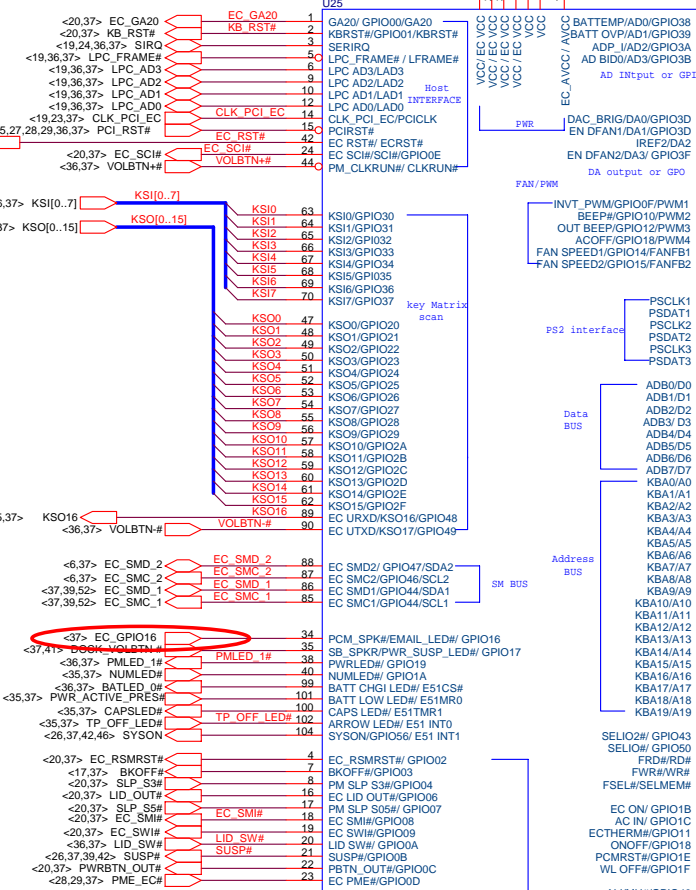 U25
<20,37> EC_GA20 EC_GA20 1 GA20/ GPIO00/GA20
<20,37> KB_RST# KB_RST# 2 KBRST#/GPIO01/KBRST#
<19,24,36,37> SIRQ 3 SERIRQ
<19,36,37> LPC_FRAME# 5 LPC_FRAME# / LFRAME#
<19,36,37> LPC_AD3 6 LPC AD3/LAD3
<19,36,37> LPC_AD2 9 LPC AD2/LAD2
<19,36,37> LPC_AD1 10 LPC AD1/LAD1
<19,36,37> LPC_AD0 12 LPC AD0/LAD0
<19,23,37> CLK_PCI_EC CLK_PCI_EC 14 CLK_PCI_EC/PCICLK
5,27,28,29,36,37> PCI_RST# 15 PCIRST#
EC_RST# 42 EC RST# / ECRST#
<20,37> EC_SCI# EC_SCI# 24 EC SCI#/SCI#/GPIO0E
<36,37> VOLBTN+# VOLBTN+# 44 PM_CLKRUN#/ CLKRUN#
Host
INTERFACE
VCC/ EC VCC
VCC/ EC VCC
VCC/ EC VCC
VCC
VCC
EC_AVCC / AVCC
PWR
BATTEMP/AD0/GPIO38
BATT OVP/AD1/GPIO39
ADP_I/AD2/GPIO3A
AD BID0/AD3/GPIO3B
AD INtput or GPI
DAC_BRIG/DA0/GPIO3D
EN DFAN1/DA1/GPIO3D
IREF2/DA2
EN DFAN2/DA3/ GPIO3F
DA output or GPO
FAN/PWM
INVT_PWM/GPIO0F/PWM1
BEEP#/GPIO10/PWM2
OUT BEEP/GPIO12/PWM3
ACOFF/GPIO18/PWM4
FAN SPEED1/GPIO14/FANFB1
FAN SPEED2/GPIO15/FANFB2
6,37> KSI[0..7] KSI[0..7]
37> KSO[0..15] KSO[0..15]
KSI0 63 KSI0/GPIO30
KSI1 64 KSI1/GPIO31
KSI2 65 KSI2/GPI032
KSI3 66 KSI3/GPIO33
KSI4 67 KSI4/GPIO34
KSI5 68 KSI5/GPI035
KSI6 69 KSI6/GPIO36
KSI7 70 KSI7/GPIO37
key Matrix
scan
KSO0 47 KSO0/GPIO20
KSO1 48 KSO1/GPIO21
KSO2 49 KSO2/GPIO22
KSO3 50 KSO3/GPIO23
KSO4 51 KSO4/GPIO24
KSO5 52 KSO5/GPIO25
KSO6 53 KSO6/GPIO26
KSO7 54 KSO7/GPIO27
KSO8 55 KSO8/GPIO28
KSO9 56 KSO9/GPIO29
KSO10 57 KSO10/GPIO2A
KSO11 58 KSO11/GPIO2B
KSO12 59 KSO12/GPIO2C
KSO13 60 KSO13/GPIO2D
KSO14 61 KSO14/GPIO2E
KSO15 62 KSO15/GPIO2F
5,37> KSO16 KSO16 89 EC URXD/KSO16/GPIO48
<36,37> VOLBTN-# VOLBTN-# 90 EC UTXD/KSO17/GPIO49
PS2 interface
PSCLK1
PSDAT1
PSCLK2
PSDAT2
PSCLK3
PSDAT3
Data
BUS
ADB0/D0
ADB1/D1
ADB2/D2
ADB3/ D3
ADB4/D4
ADB5/D5
ADB6/D6
ADB7/D7
Address
BUS
KBA0/A0
KBA1/A1
KBA2/A2
KBA3/A3
KBA4/A4
KBA5/A5
KBA6/A6
KBA7/A7
KBA8/A8
KBA9/A9
KBA10/A10
KBA11/A11
KBA12/A12
KBA13/A13
KBA14/A14
KBA15/A15
KBA16/A16
KBA17/A17
KBA18/A18
KBA19/A19
<6,37> EC_SMD_2 EC_SMD_2 88 EC SMD2/ GPIO47/SDA2
<6,37> EC_SMC_2 EC_SMC_2 87 EC SMC2/GPIO46/SCL2
<37,39,52> EC_SMD_1 EC_SMD_1 86 EC SMD1/GPIO44/SDA1
<37,39,52> EC_SMC_1 EC_SMC_1 85 EC SMC1/GPIO44/SCL1
SM BUS
<37> EC_GPIO16 34 PCM_SPK#/EMAIL_LED#/ GPIO16
<37,41> DOCK_VOLBTN-# 35 SB_SPKR/PWR_SUSP_LED#/ GPIO17
<36,37> PMLED_1# PMLED_1# 38 PWRLED#/ GPIO19
<35,37> NUMLED# 40 NUMLED#/ GPIO1A
<36,37> BATLED_0# 99 BATT CHGI LED#/ E51CS#
<35,37> PWR_ACTIVE_PRES# 101 BATT LOW LED#/ E51MR0
<35,37> CAPSLED# 100 CAPS LED#/ E51TMR1
<35,37> TP_OFF_LED# TP_OFF_LED# 102 ARROW LED#/ E51 INT0
<26,37,42,46> SYSON 104 SYSON/GPIO56/ E51 INT1
SELIO2#/ GPIO43
SELIO#/ GPIO50
FRD#/RD#
FWR#/WR#
FSEL#/SELMEM#
<20,37> EC_RSMRST# 4 EC_RSMRST#/ GPIO02
<17,37> BKOFF# 7 BKOFF#/GPIO03
<20,37> SLP_S3# 8 PM SLP S3#/GPIO04
<20,37> LID_OUT# 16 EC LID OUT#/GPIO06
<20,37> SLP_S5# 17 PM SLP S05#/ GPIO07
<20,37> EC_SMI# EC_SMI# 18 EC SMI#/GPIO08
<20,37> EC_SWI# 19 EC SWI#/GPIO09
<36,37> LID_SW# LID_SW# 20 LID SW#/ GPIO0A
<26,37,39,42> SUSP# SUSP# 21 SUSP#/GPIO0B
<20,37> PWRBTN_OUT# 22 PBTN_OUT#/GPIO0C
<28,29,37> PME_EC# 23 EC PME#/GPIO0D
EC ON/ GPIO1B
AC IN/ GPIO1C
ECTHERM#/GPIO11
ONOFF/GPIO18
PCMRST#/GPIO1E
WL OFF#/GPIO1F